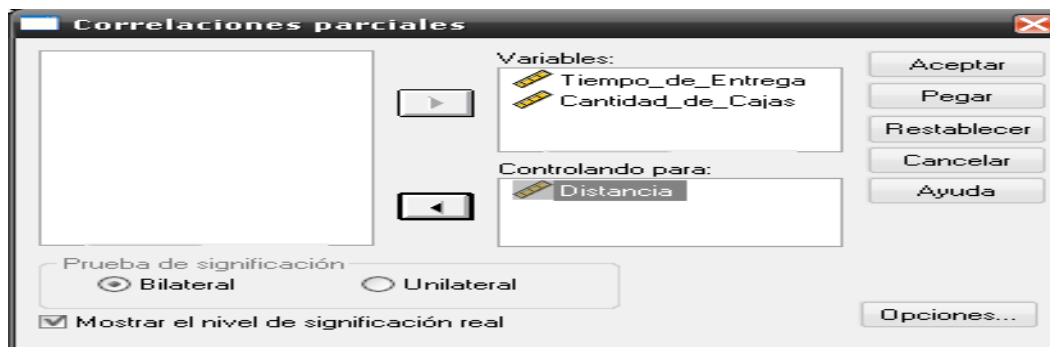 Correlaciones parciales
Variables:
Tiempo_de_Entrega
Cantidad_de_Cajas
Controlando para:
Distancia
Aceptar
Pegar
Restablecer
Cancelar
Ayuda
Prueba de significación
Bilateral
Unilateral
Mostrar el nivel de significación real
Opciones...